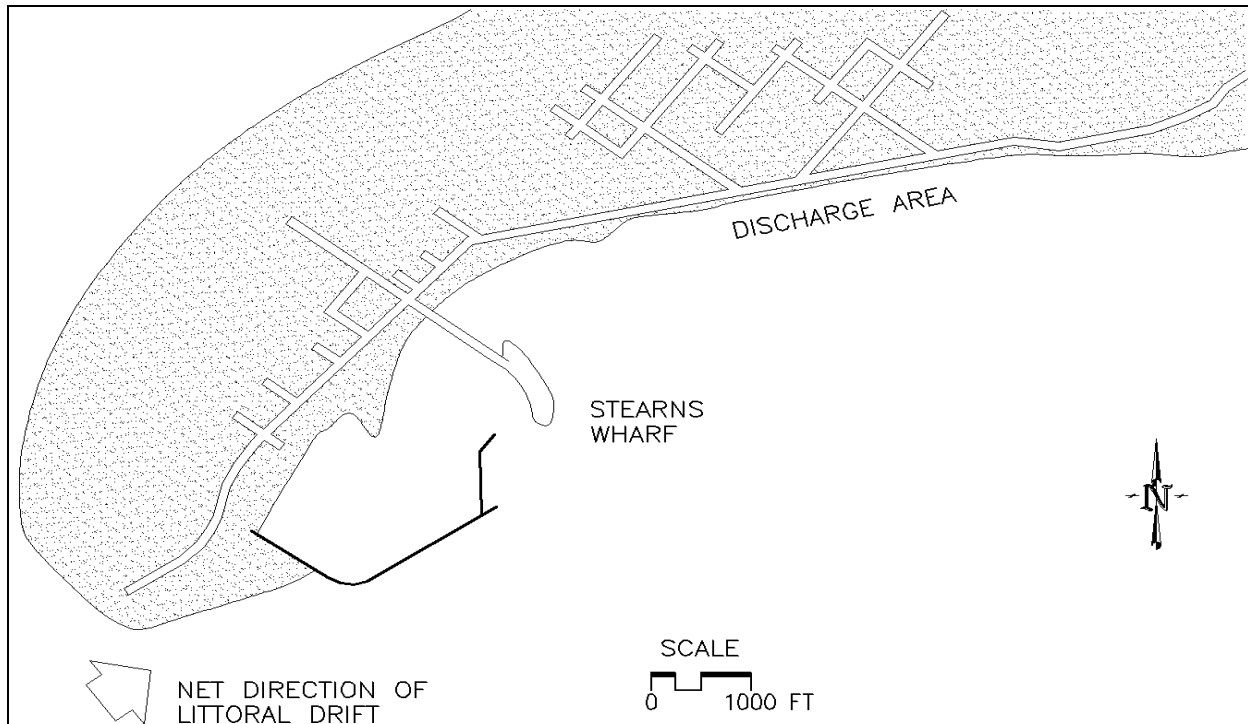 DISCHARGE AREA
STEARNS
WHARF
N
SCALE
0 1000 FT
NET DIRECTION OF
LITTORAL DRIFT